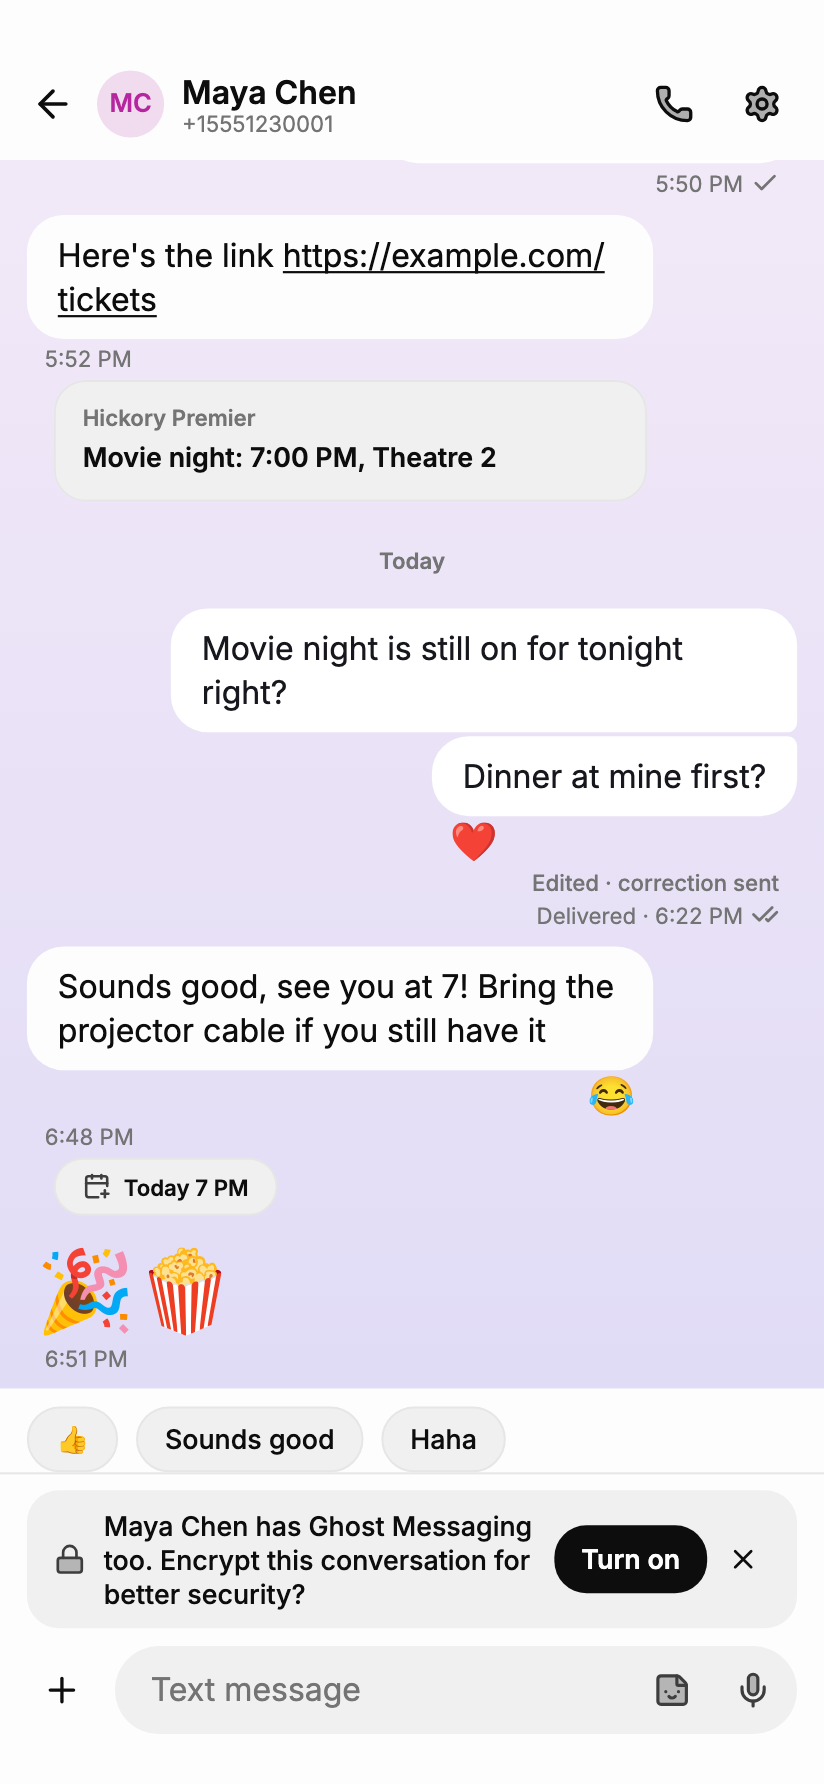 MC
Maya Chen
+15551230001
5:50 PM
Here's the link https://example.com/
tickets
5:52 PM
Hickory Premier
Movie night: 7:00 PM, Theatre 2
Today
Movie night is still on for tonight
right?
Dinner at mine first?
Edited · correction sent
Delivered · 6:22 PM
Sounds good, see you at 7! Bring the
projector cable if you still have it
6:48 PM
Today 7 PM
6:51 PM
Sounds good
Haha
Maya Chen has Ghost Messaging
too. Encrypt this conversation for
better security?
Turn on
Text message